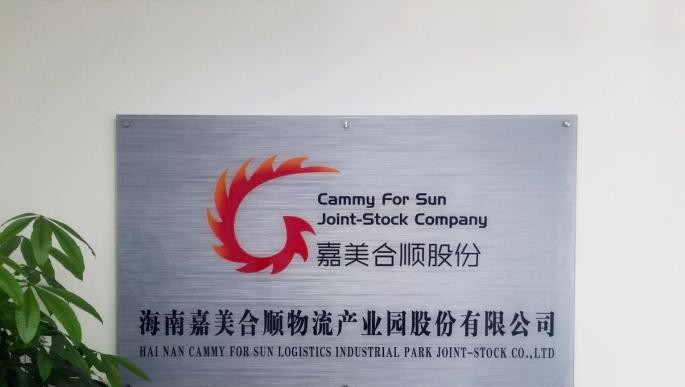 Cammy For Sun
Joint-Stock Company
嘉美合顺股份
海南嘉美合顺物流产业园股份有限公司
HAI NAN CAMMY FOR SUN LOGISTICS INDUSTRIAL PARK JOINT-STOCK CO.,LTD